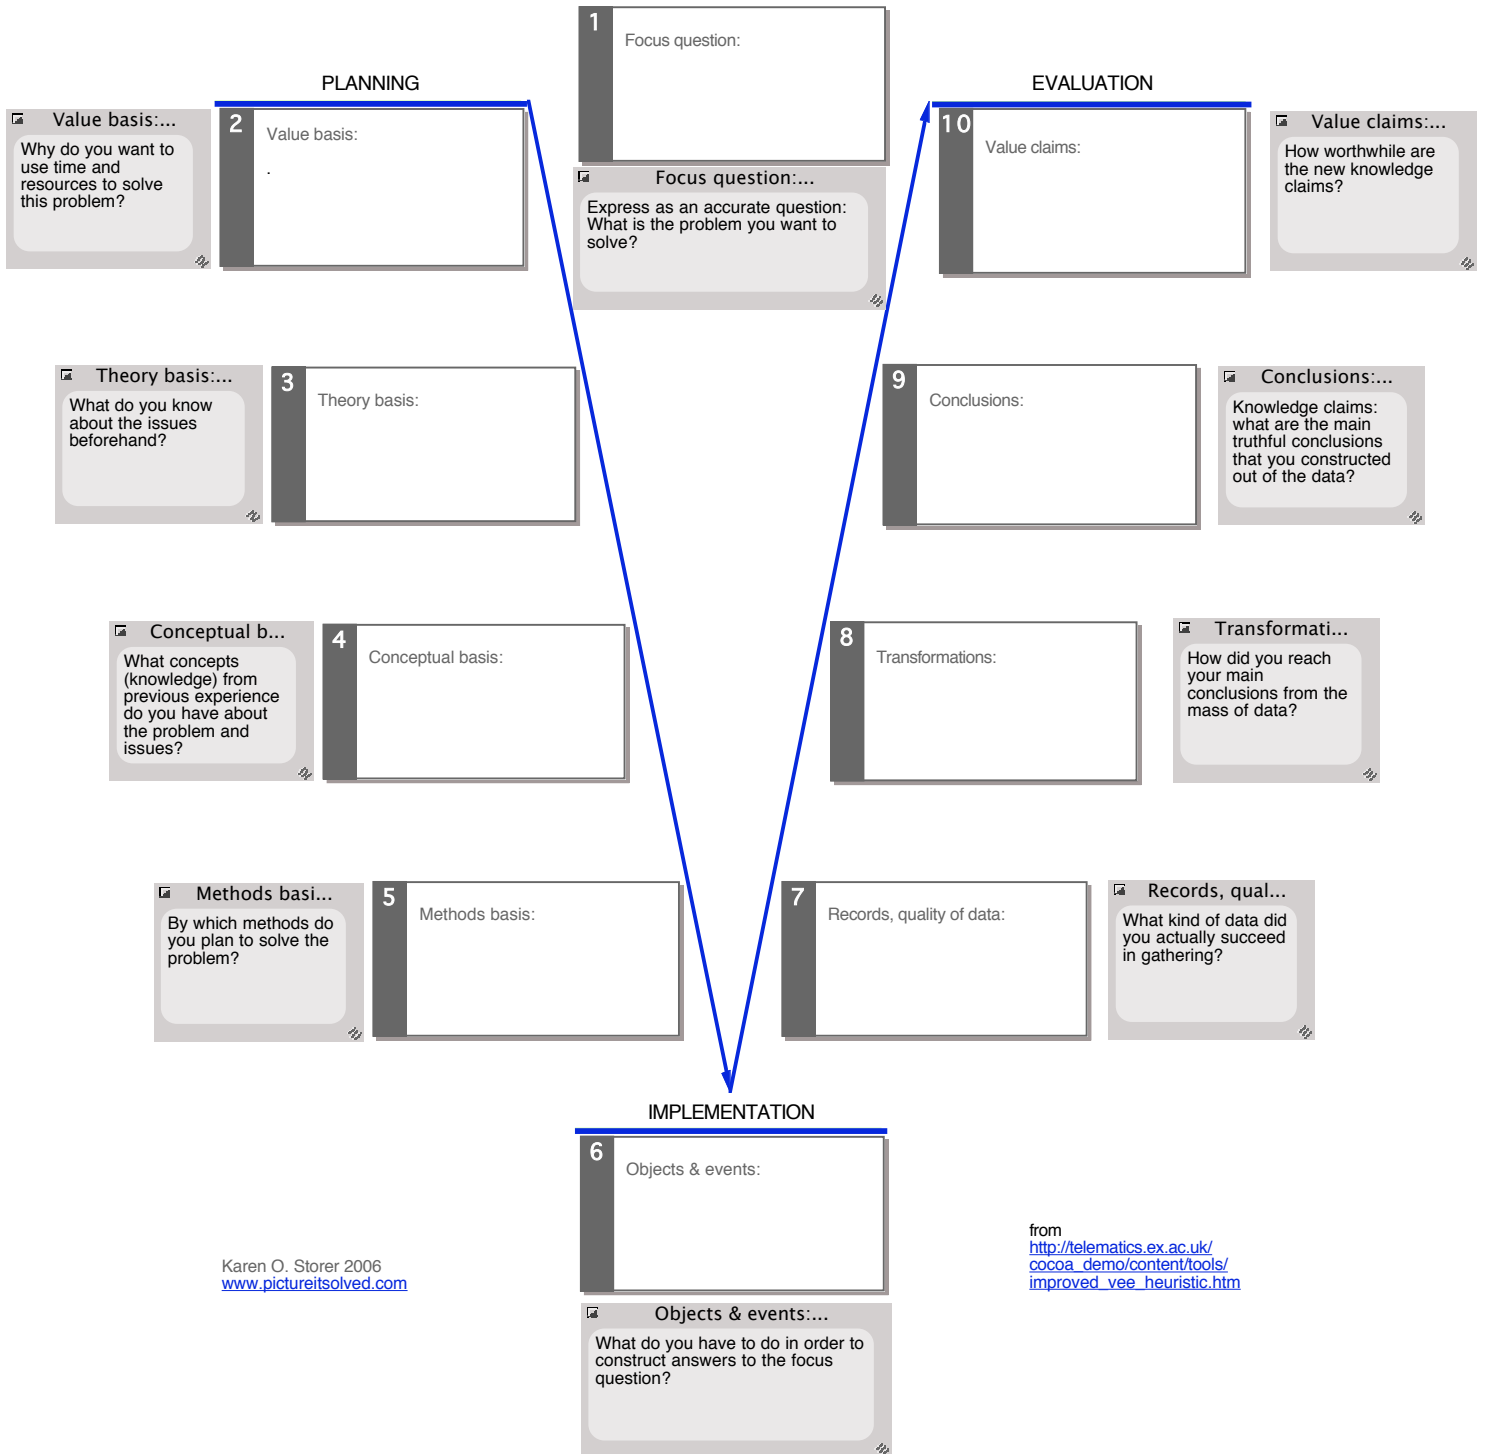 1
Focus question:
Focus question:...
Express as an accurate question:
What is the problem you want to
solve?
PLANNING
Value basis:...
Why do you want to
use time and
resources to solve
this problem?
2
Value basis:
.
Theory basis:...
What do you know
about the issues
beforehand?
3
Theory basis:
Conceptual b...
What concepts
(knowledge) from
previous experience
do you have about
the problem and
issues?
4
Conceptual basis:
Methods basi...
By which methods do
you plan to solve the
problem?
5
Methods basis:
IMPLEMENTATION
6
Objects & events:
Objects & events:...
What do you have to do in order to
construct answers to the focus
question?
7
Records, quality of data:
Records, qual...
What kind of data did
you actually succeed
in gathering?
8
Transformations:
Transformati...
How did you reach
your main
conclusions from the
mass of data?
9
Conclusions:
Conclusions:...
Knowledge claims:
what are the main
truthful conclusions
that you constructed
out of the data?
EVALUATION
10
Value claims:
Value claims:...
How worthwhile are
the new knowledge
claims?
Karen O. Storer 2006
www.pictureitsolved.com
from
http://telematics.ex.ac.uk/
cocoa_demo/content/tools/
improved_vee_heuristic.htm